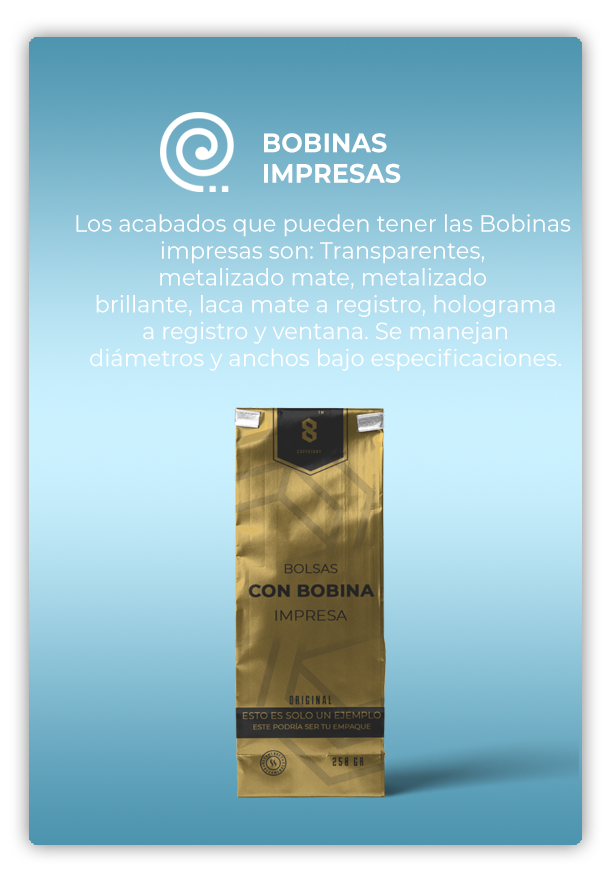 BOBINAS
IMPRESAS
Los acabados que pueden tener las Bobinas
impresas son: Transparentes,
metalizado mate, metalizado
brillante, laca mate a registro, holograma
a registro y ventana. Se manejan
diámetros y anchos bajo especificaciones.
8
BOLSAS
CON BOBINA
IMPRESA
ORIGINAL
ESTO ES SOLO UN EJEMPLO
ESTE PODRÍA SER TU EMPAQUE
250 GR